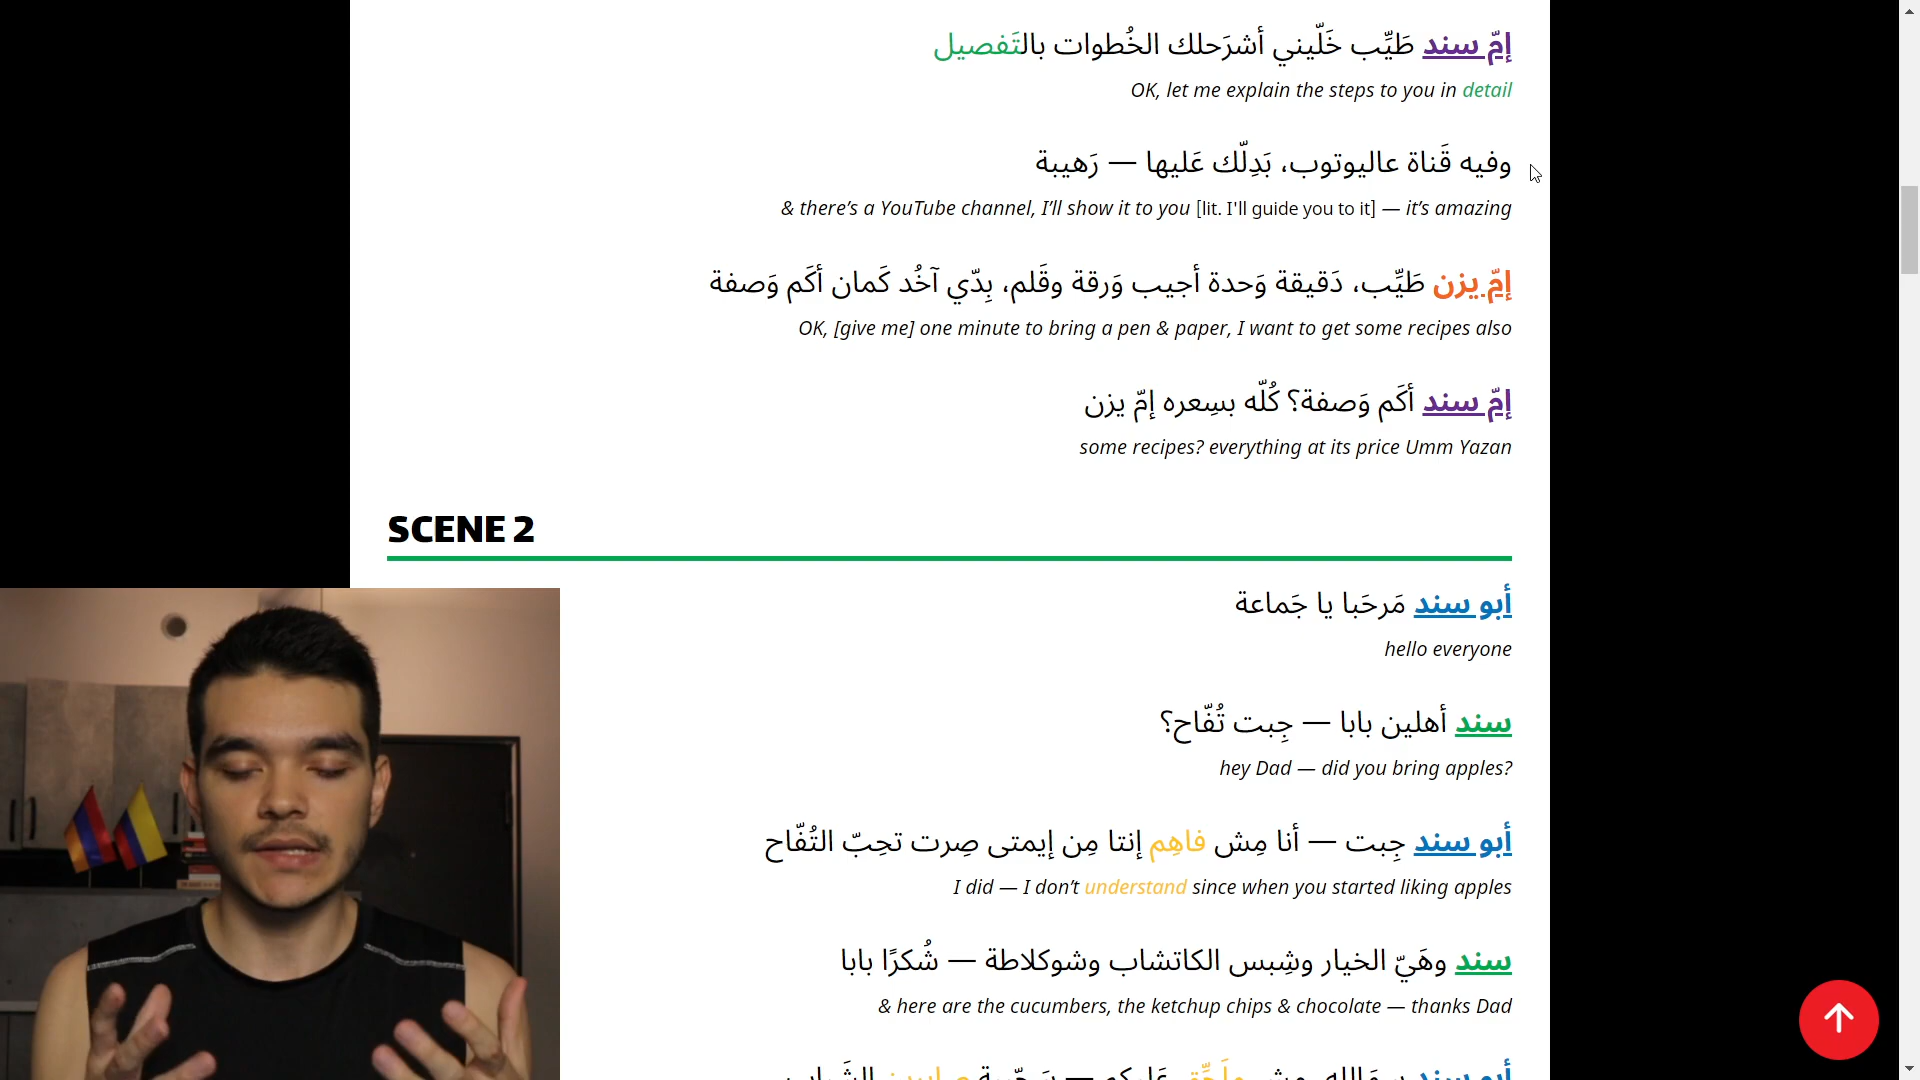 إمّ سند طَيِّب خَلّيني أشرَحلك الخُطوات بالتَفصيل
OK, let me explain the steps to you in detail
وفيه قَناة عاليوتوب، بَدِلّك عَليها — رَهيبة
& there's a YouTube channel, I'll show it to you [lit. I'll guide you to it] — it's amazing
إمّ يزن طَيِّب، دَقيقة وَحدة أجيب وَرقة وقَلم، بِدّي آخُد كَمان أكَم وَصفة
OK, [give me] one minute to bring a pen & paper, I want to get some recipes also
إمّ سند أكَم وَصفة؟ كُلّه بسِعره إمّ يزن
some recipes? everything at its price Umm Yazan
SCENE 2
أبو سند مَرحَبا يا جَماعة
hello everyone
سند أهلين بابا — جِبت تُفّاح؟
hey Dad — did you bring apples?
أبو سند جِبت — أنا مِش فاهِم إنتا مِن إيمتى صِرت تحِبّ التُفّاح
I did — I don't understand since when you started liking apples
سند وهَيّ الخيار وشِبس الكاتشاب وشوكلاطة — شُكرًا بابا
& here are the cucumbers, the ketchup chips & chocolate — thanks Dad
أبو سند